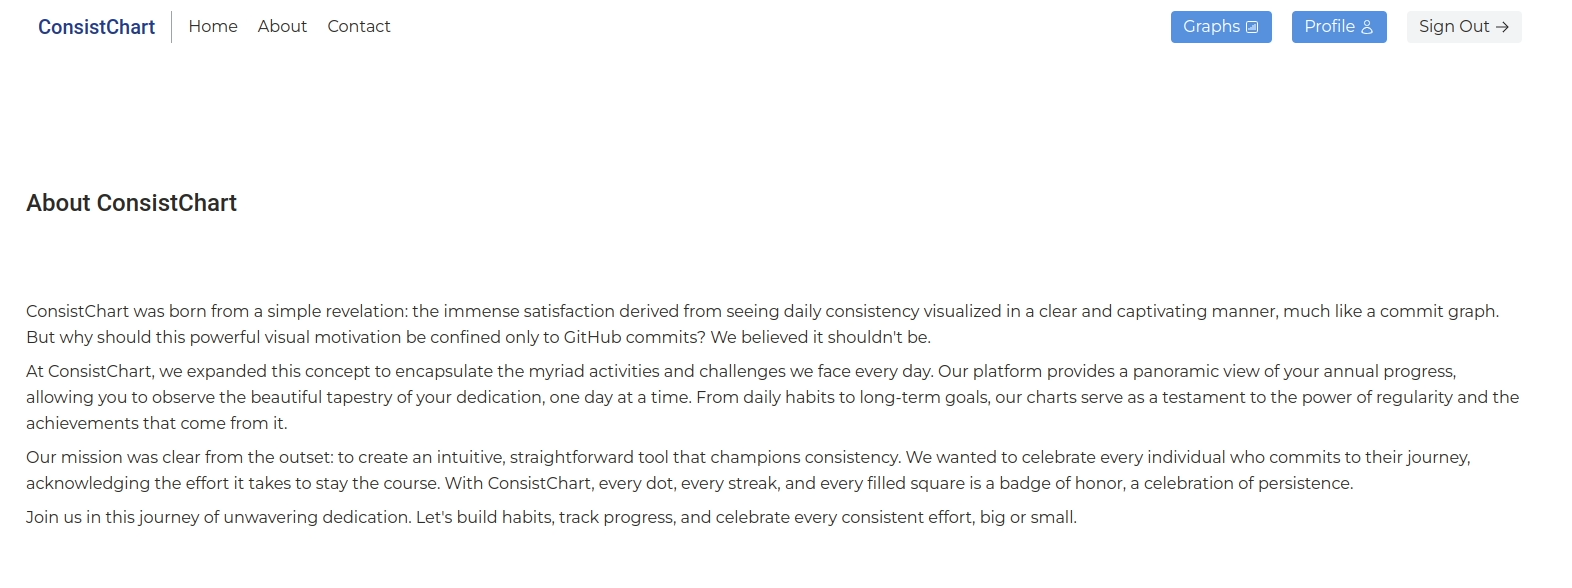 ConsistChart
Home About Contact
Graphs Profile Sign Out →
About ConsistChart
ConsistChart was born from a simple revelation: the immense satisfaction derived from seeing daily consistency visualized in a clear and captivating manner, much like a commit graph.
But why should this powerful visual motivation be confined only to GitHub commits? We believed it shouldn't be.
At ConsistChart, we expanded this concept to encapsulate the myriad activities and challenges we face every day. Our platform provides a panoramic view of your annual progress,
allowing you to observe the beautiful tapestry of your dedication, one day at a time. From daily habits to long-term goals, our charts serve as a testament to the power of regularity and the
achievements that come from it.
Our mission was clear from the outset: to create an intuitive, straightforward tool that champions consistency. We wanted to celebrate every individual who commits to their journey,
acknowledging the effort it takes to stay the course. With ConsistChart, every dot, every streak, and every filled square is a badge of honor, a celebration of persistence.
Join us in this journey of unwavering dedication. Let's build habits, track progress, and celebrate every consistent effort, big or small.